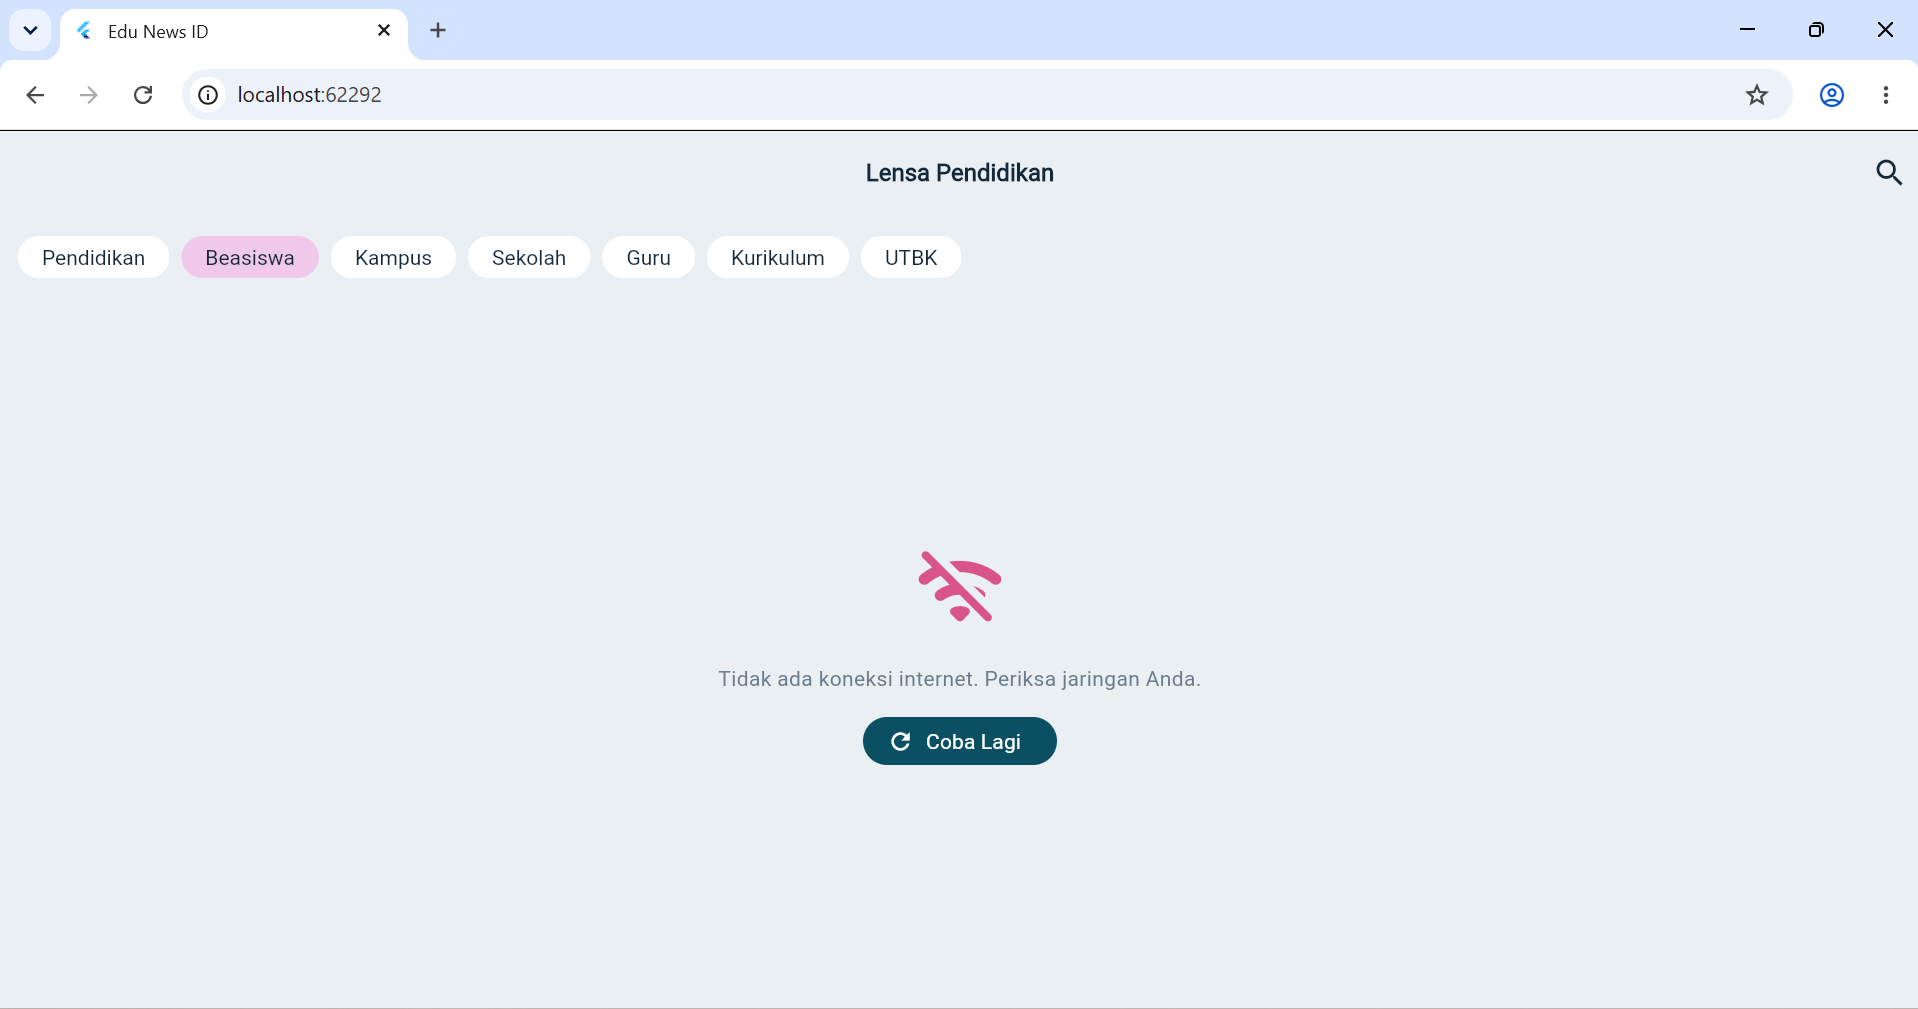 Edu News ID
localhost:62292
Lensa Pendidikan
Pendidikan Beasiswa Kampus Sekolah Guru Kurikulum UTBK
Tidak ada koneksi internet. Periksa jaringan Anda.
Coba Lagi